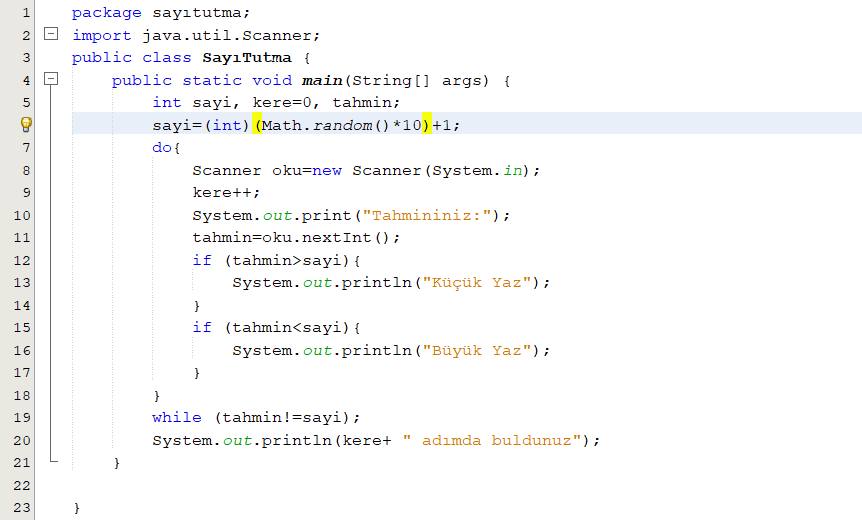 1 package sayıtutma;
2 import java.util.Scanner;
3 public class SayıTutma {
4     public static void main(String[] args) {
5         int sayi, kere=0, tahmin;
        sayi=(int)(Math.random()*10)+1;
7         do{
8             Scanner oku=new Scanner(System.in);
9             kere++;
10             System.out.print("Tahmininiz:");
11             tahmin=oku.nextInt();
12             if (tahmin>sayi){
13                 System.out.println("Küçük Yaz");
14             }
15             if (tahmin<sayi){
16                 System.out.println("Büyük Yaz");
17             }
18         }
19         while (tahmin!=sayi);
20         System.out.println(kere+ " adımda buldunuz");
21     }
22
23 }